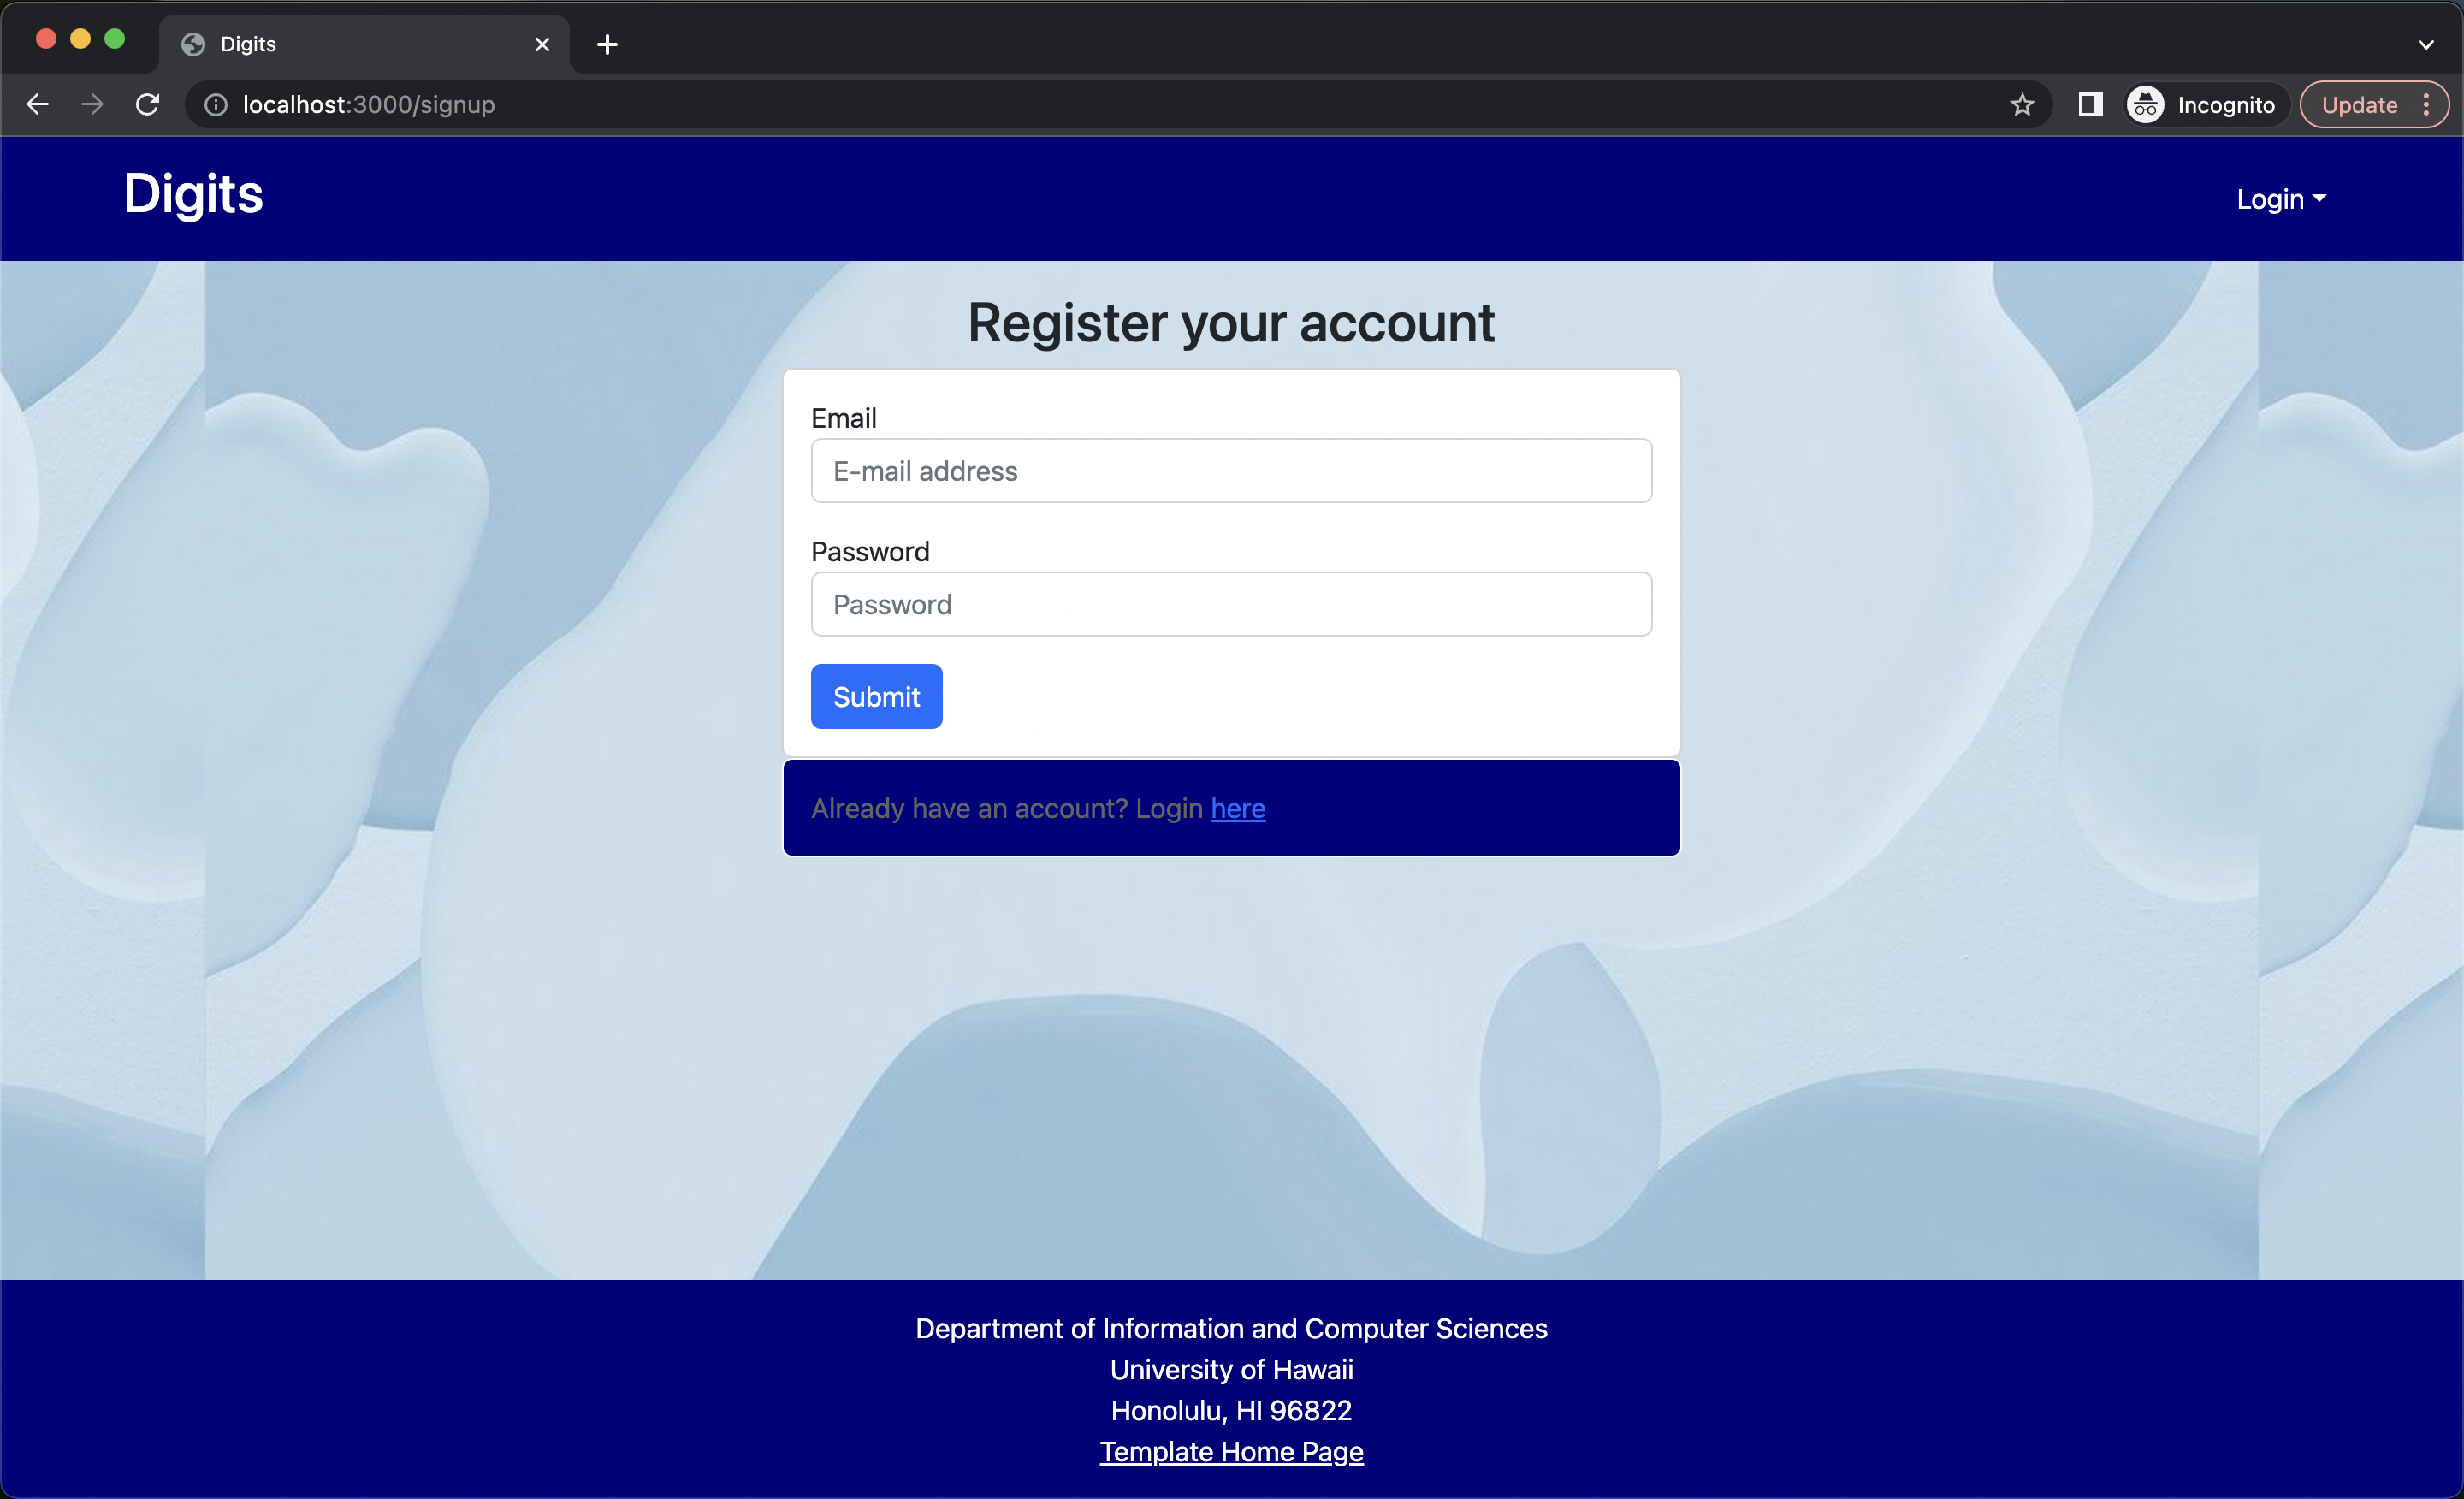 Digits
localhost:3000/signup
Incognito
Update
Digits
Login
Register your account
Email
E-mail address
Password
Password
Submit
Already have an account? Login here
Department of Information and Computer Sciences
University of Hawaii
Honolulu, HI 96822
Template Home Page